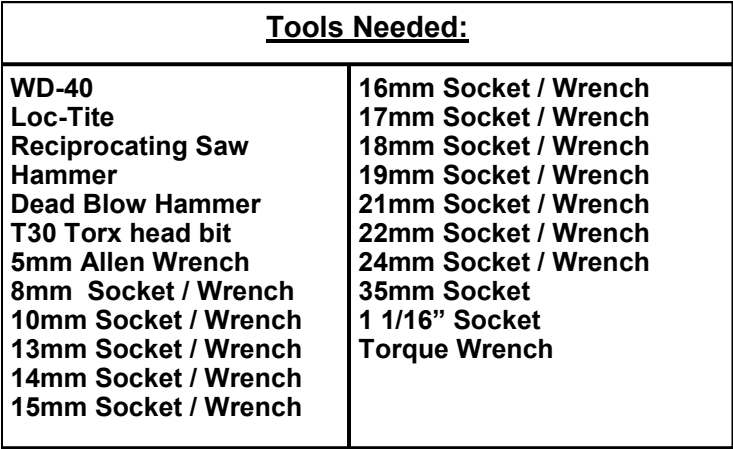 Tools Needed:
WD-40
Loc-Tite
Reciprocating Saw
Hammer
Dead Blow Hammer
T30 Torx head bit
5mm Allen Wrench
8mm  Socket / Wrench
10mm Socket / Wrench
13mm Socket / Wrench
14mm Socket / Wrench
15mm Socket / Wrench
16mm Socket / Wrench
17mm Socket / Wrench
18mm Socket / Wrench
19mm Socket / Wrench
21mm Socket / Wrench
22mm Socket / Wrench
24mm Socket / Wrench
35mm Socket
1 1/16” Socket
Torque Wrench